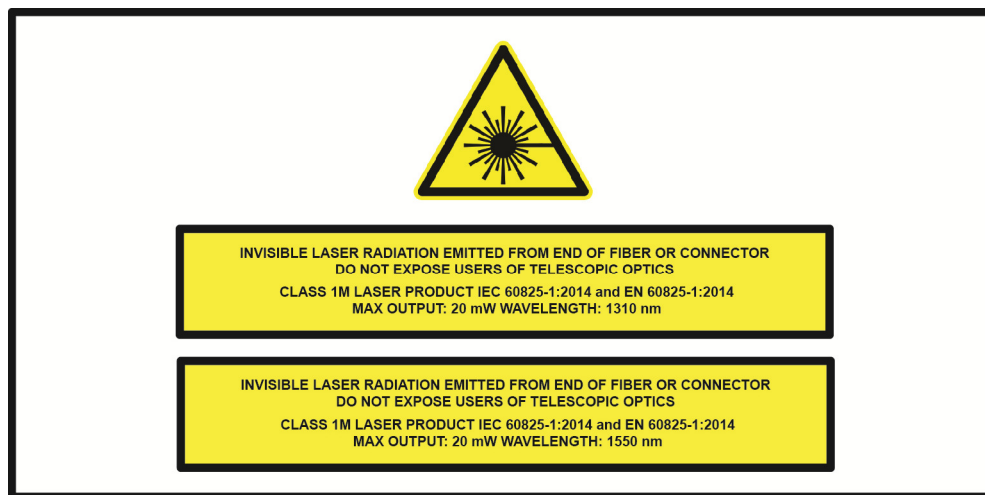 INVISIBLE LASER RADIATION EMITTED FROM END OF FIBER OR CONNECTOR
DO NOT EXPOSE USERS OF TELESCOPIC OPTICS
CLASS 1M LASER PRODUCT IEC 60825-1:2014 and EN 60825-1:2014
MAX OUTPUT: 20 mW WAVELENGTH: 1310 nm
INVISIBLE LASER RADIATION EMITTED FROM END OF FIBER OR CONNECTOR
DO NOT EXPOSE USERS OF TELESCOPIC OPTICS
CLASS 1M LASER PRODUCT IEC 60825-1:2014 and EN 60825-1:2014
MAX OUTPUT: 20 mW WAVELENGTH: 1550 nm